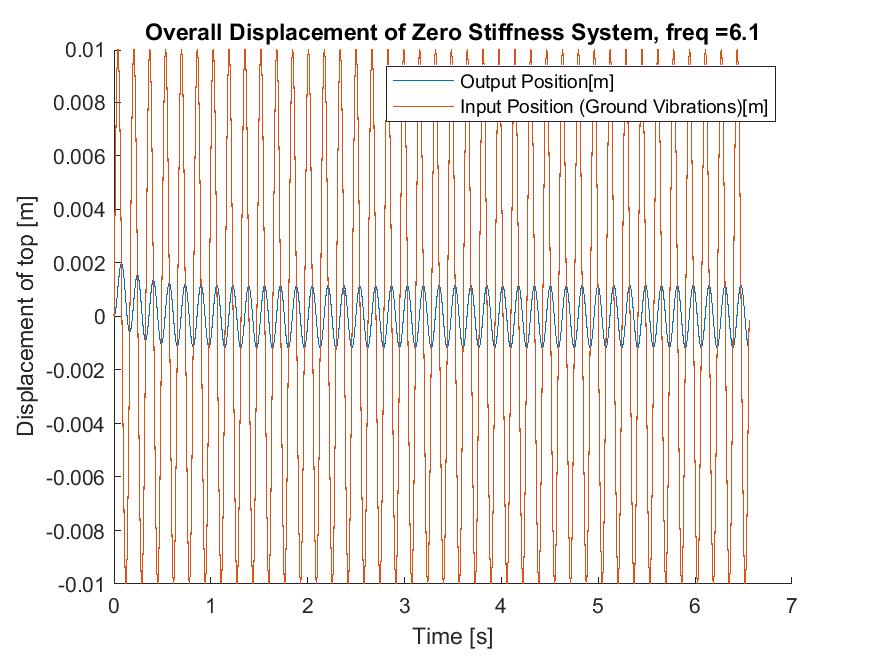 Overall Displacement of Zero Stiffness System, freq =6.1
Output Position[m]
Input Position (Ground Vibrations)[m]
Displacement of top [m]
0.01
0.008
0.006
0.004
0.002
0
-0.002
-0.004
-0.006
-0.008
-0.01
0 1 2 3 4 5 6 7
Time [s]